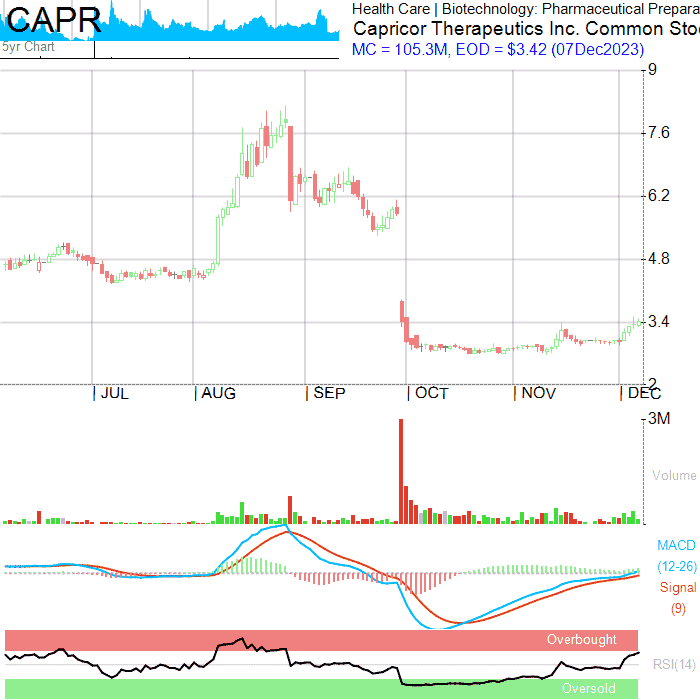 CAPR
5yr Chart
Health Care | Biotechnology: Pharmaceutical Prepara
Capricor Therapeutics Inc. Common Sto
MC = 105.3M, EOD = $3.42 (07Dec2023)
9
7.6
6.2
4.8
3.4
2
JUL
AUG
SEP
OCT
NOV
DEC
3M
Volume
MACD
(12-26)
Signal
(9)
Overbought
RSI(14)
Oversold